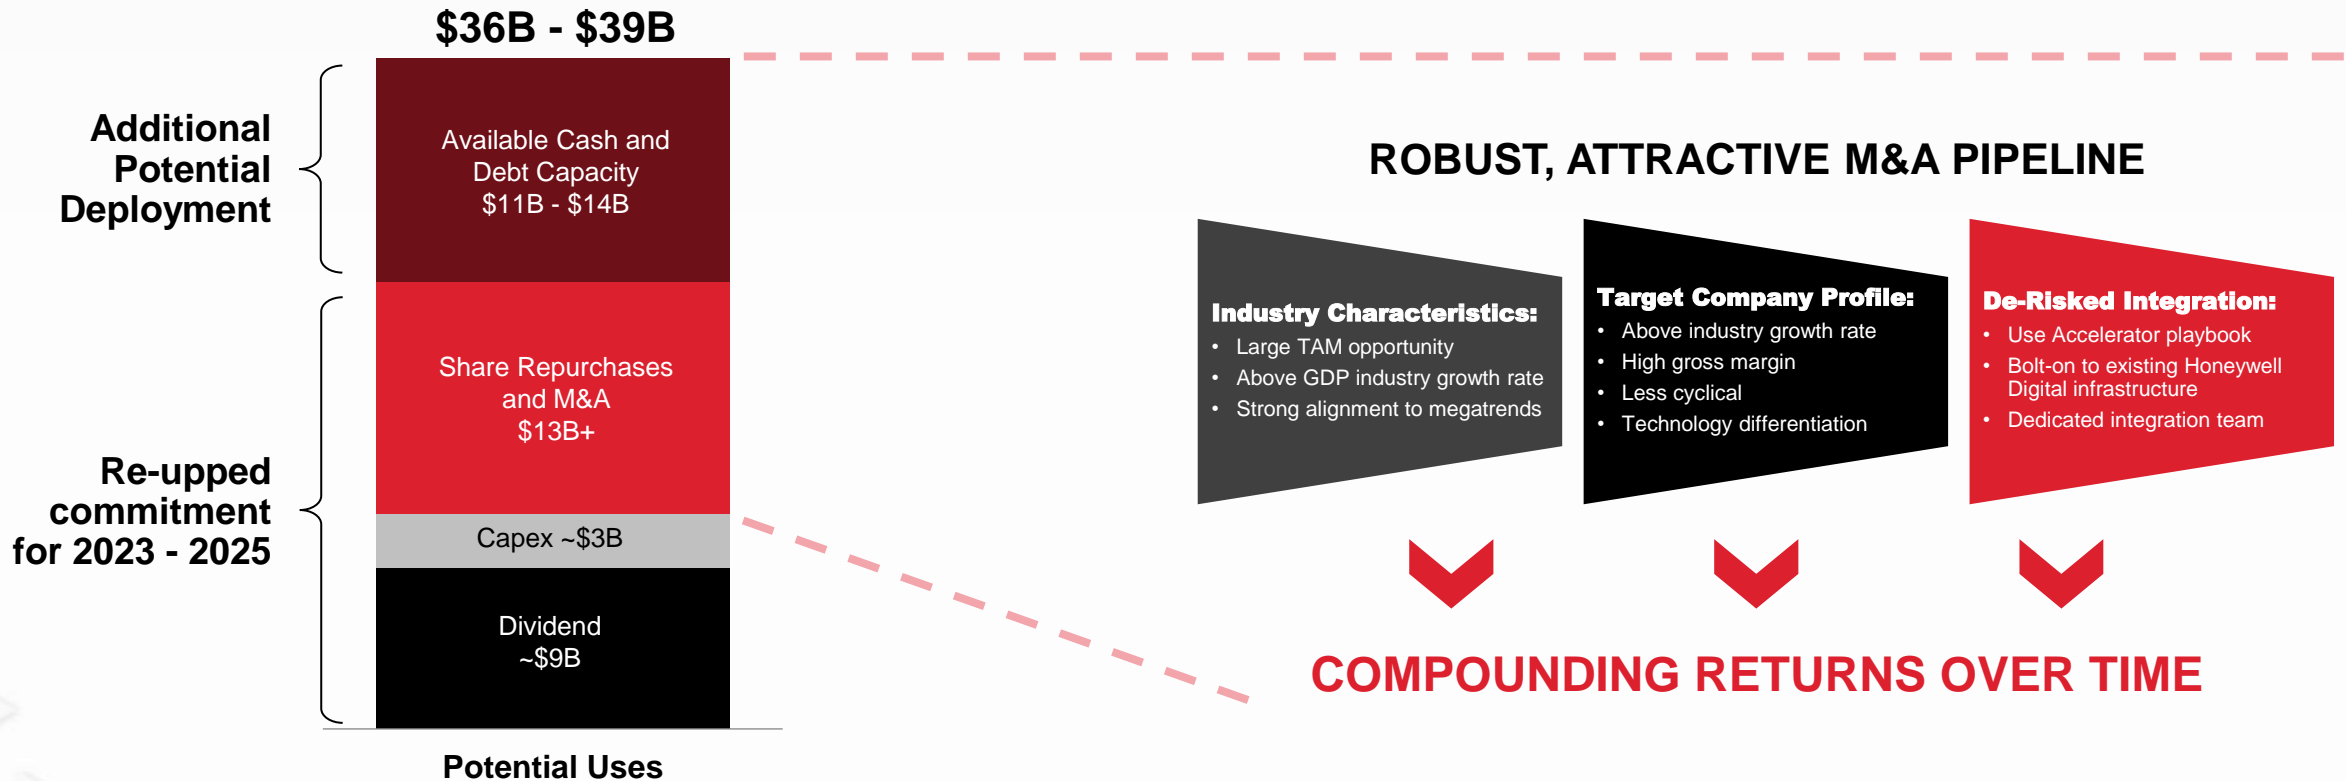 $36B - $39B
Additional
Potential
Deployment
Available Cash and
Debt Capacity
$11B - $14B
Re-upped
commitment
for 2023 - 2025
Share Repurchases
and M&A
$13B+
Capex ~$3B
Dividend
~$9B
Potential Uses
ROBUST, ATTRACTIVE M&A PIPELINE
Industry Characteristics:
• Large TAM opportunity
• Above GDP industry growth rate
• Strong alignment to megatrends
Target Company Profile:
• Above industry growth rate
• High gross margin
• Less cyclical
• Technology differentiation
De-Risked Integration:
• Use Accelerator playbook
• Bolt-on to existing Honeywell
Digital infrastructure
• Dedicated integration team
COMPOUNDING RETURNS OVER TIME